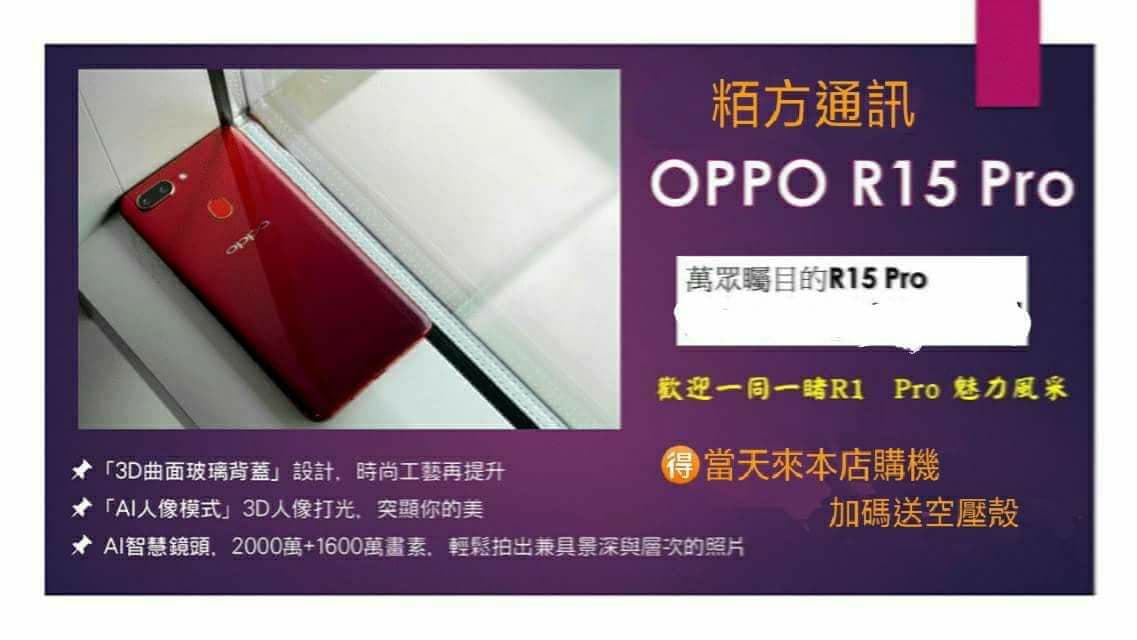 粨方通訊
OPPO R15 Pro
oppo
萬眾矚目的R15 Pro
歡迎一同一睹R1 Pro 魅力風采
「3D曲面玻璃背蓋」設計，時尚工藝再提升
「AI人像模式」3D人像打光，突顯你的美
AI智慧鏡頭，2000萬+1600萬畫素，輕鬆拍出兼具景深與層次的照片
得當天來本店購機
加碼送空壓殼